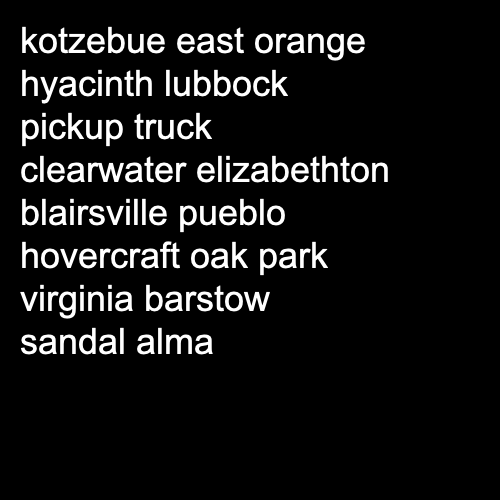 kotzebue east orange
hyacinth lubbock
pickup truck
clearwater elizabethton
blairsville pueblo
hovercraft oak park
virginia barstow
sandal alma